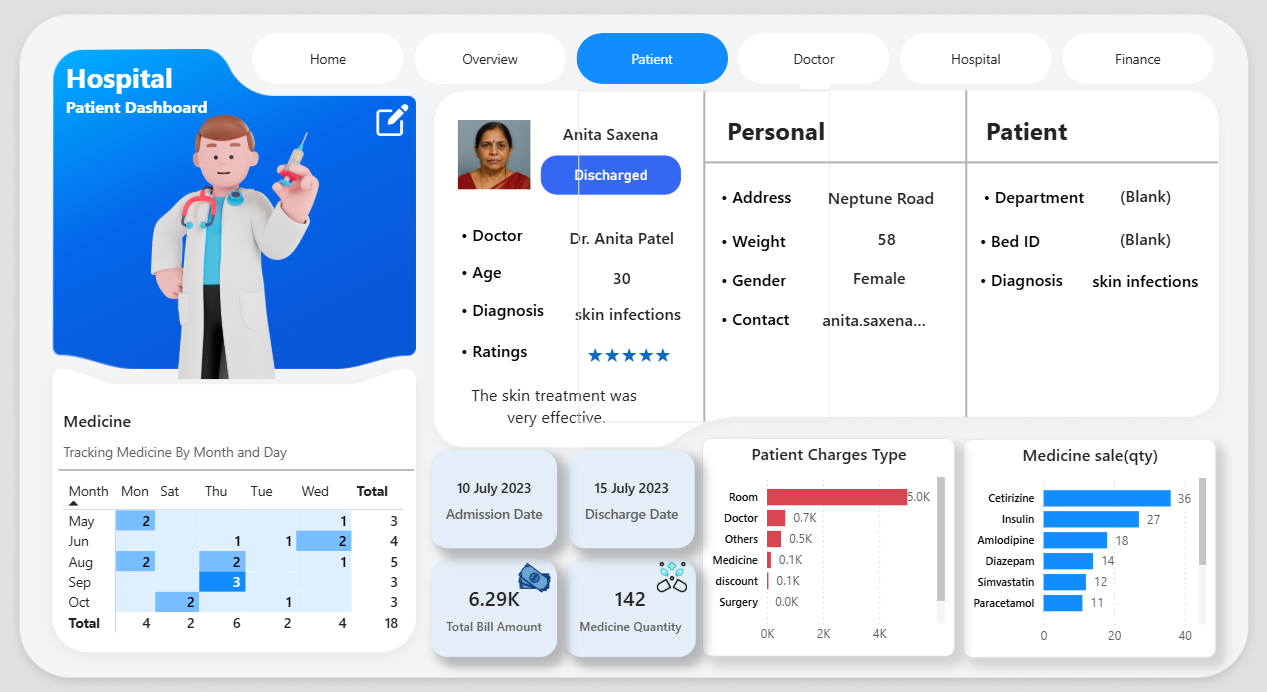 Home Overview Patient Doctor Hospital Finance
Hospital
Patient Dashboard
Anita Saxena
Discharged
• Doctor Dr. Anita Patel
• Age 30
• Diagnosis skin infections
• Ratings ★★★★★
The skin treatment was
very effective.
Personal
• Address Neptune Road
• Weight 58
• Gender Female
• Contact anita.saxena...
Patient
• Department (Blank)
• Bed ID (Blank)
• Diagnosis skin infections
Medicine
Tracking Medicine By Month and Day
Month Mon Sat Thu Tue Wed Total
May 2 1 3
Jun 1 1 2 4
Aug 2 2 1 5
Sep 3 3
Oct 2 1 3
Total 4 2 6 2 4 18
10 July 2023
Admission Date
15 July 2023
Discharge Date
6.29K
Total Bill Amount
142
Medicine Quantity
Patient Charges Type
Room 5.0K
Doctor 0.7K
Others 0.5K
Medicine 0.1K
discount 0.1K
Surgery 0.0K
0K 2K 4K
Medicine sale(qty)
Cetirizine 36
Insulin 27
Amlodipine 18
Diazepam 14
Simvastatin 12
Paracetamol 11
0 20 40